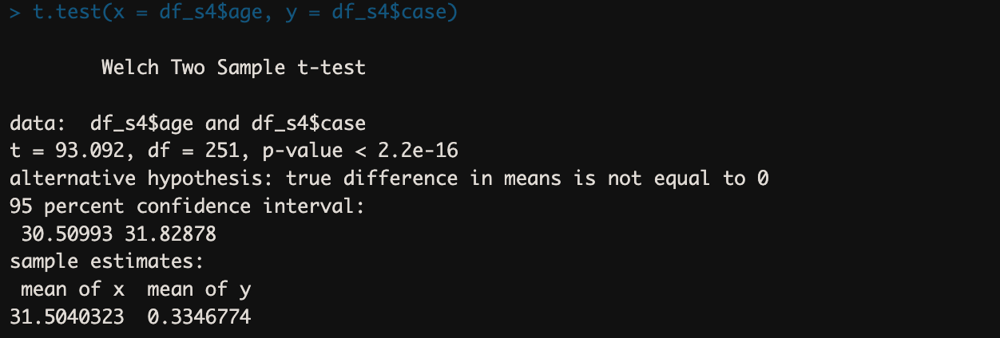 > t.test(x = df_s4$age, y = df_s4$case)
Welch Two Sample t-test
data:  df_s4$age and df_s4$case
t = 93.092, df = 251, p-value < 2.2e-16
alternative hypothesis: true difference in means is not equal to 0
95 percent confidence interval:
 30.50993 31.82878
sample estimates:
 mean of x  mean of y
31.5040323  0.3346774